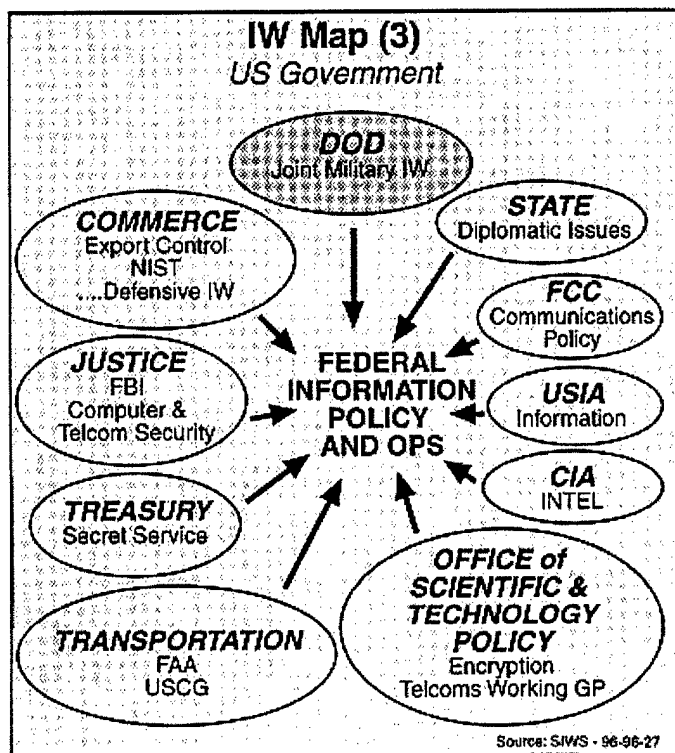 IW Map (3)
US Government
DOD
Joint Military IW
COMMERCE
Export Control
NIST
....Defensive IW
STATE
Diplomatic Issues
FCC
Communications
Policy
JUSTICE
FBI
Computer &
Telcom Security
FEDERAL
INFORMATION
POLICY
AND OPS
USIA
Information
CIA
INTEL
TREASURY
Secret Service
OFFICE of
SCIENTIFIC &
TECHNOLOGY
POLICY
Encryption
Telcoms Working GP
TRANSPORTATION
FAA
USCG
Source: SIWS - 96-96-27